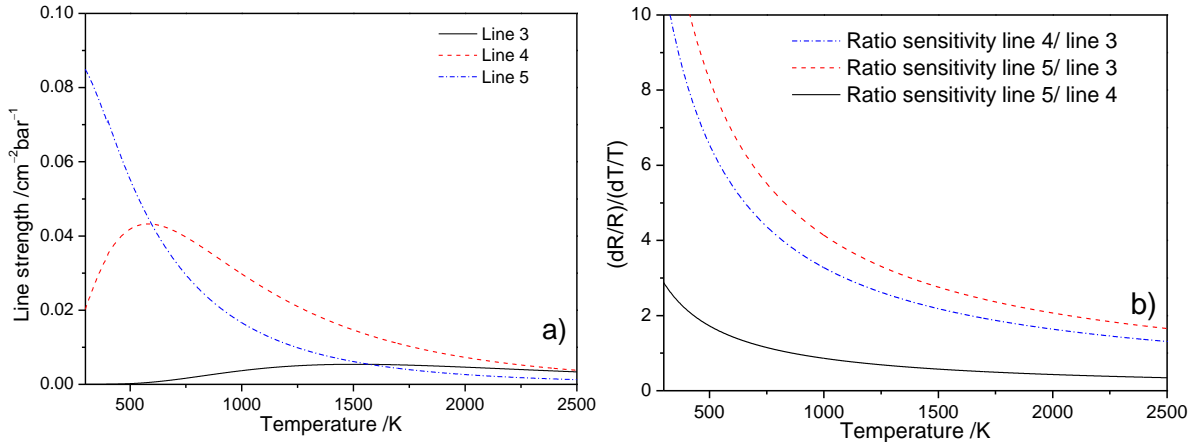 0.10
0.08
0.06
0.04
0.02
0.00
Line strength /cm⁻²bar⁻¹
Line 3
Line 4
Line 5
a)
500
1000
1500
2000
2500
Temperature /K
10
8
6
4
2
0
(dR/R)/(dT/T)
Ratio sensitivity line 4/ line 3
Ratio sensitivity line 5/ line 3
Ratio sensitivity line 5/ line 4
b)
500
1000
1500
2000
2500
Temperature /K